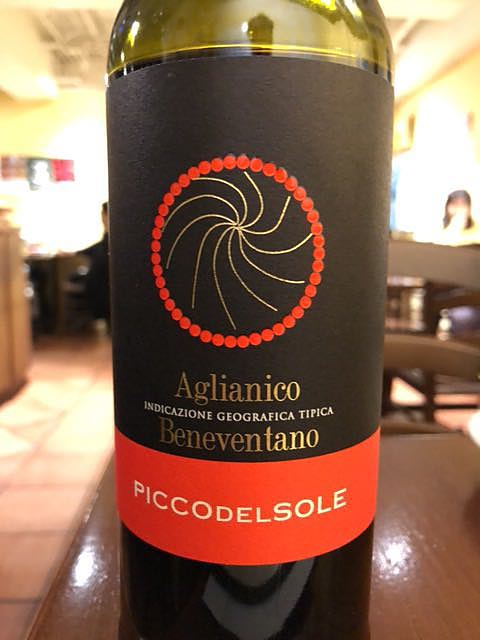 Aglianico
INDICAZIONE GEOGRAFICA TIPICA
Beneventano
PICCODELSOLE